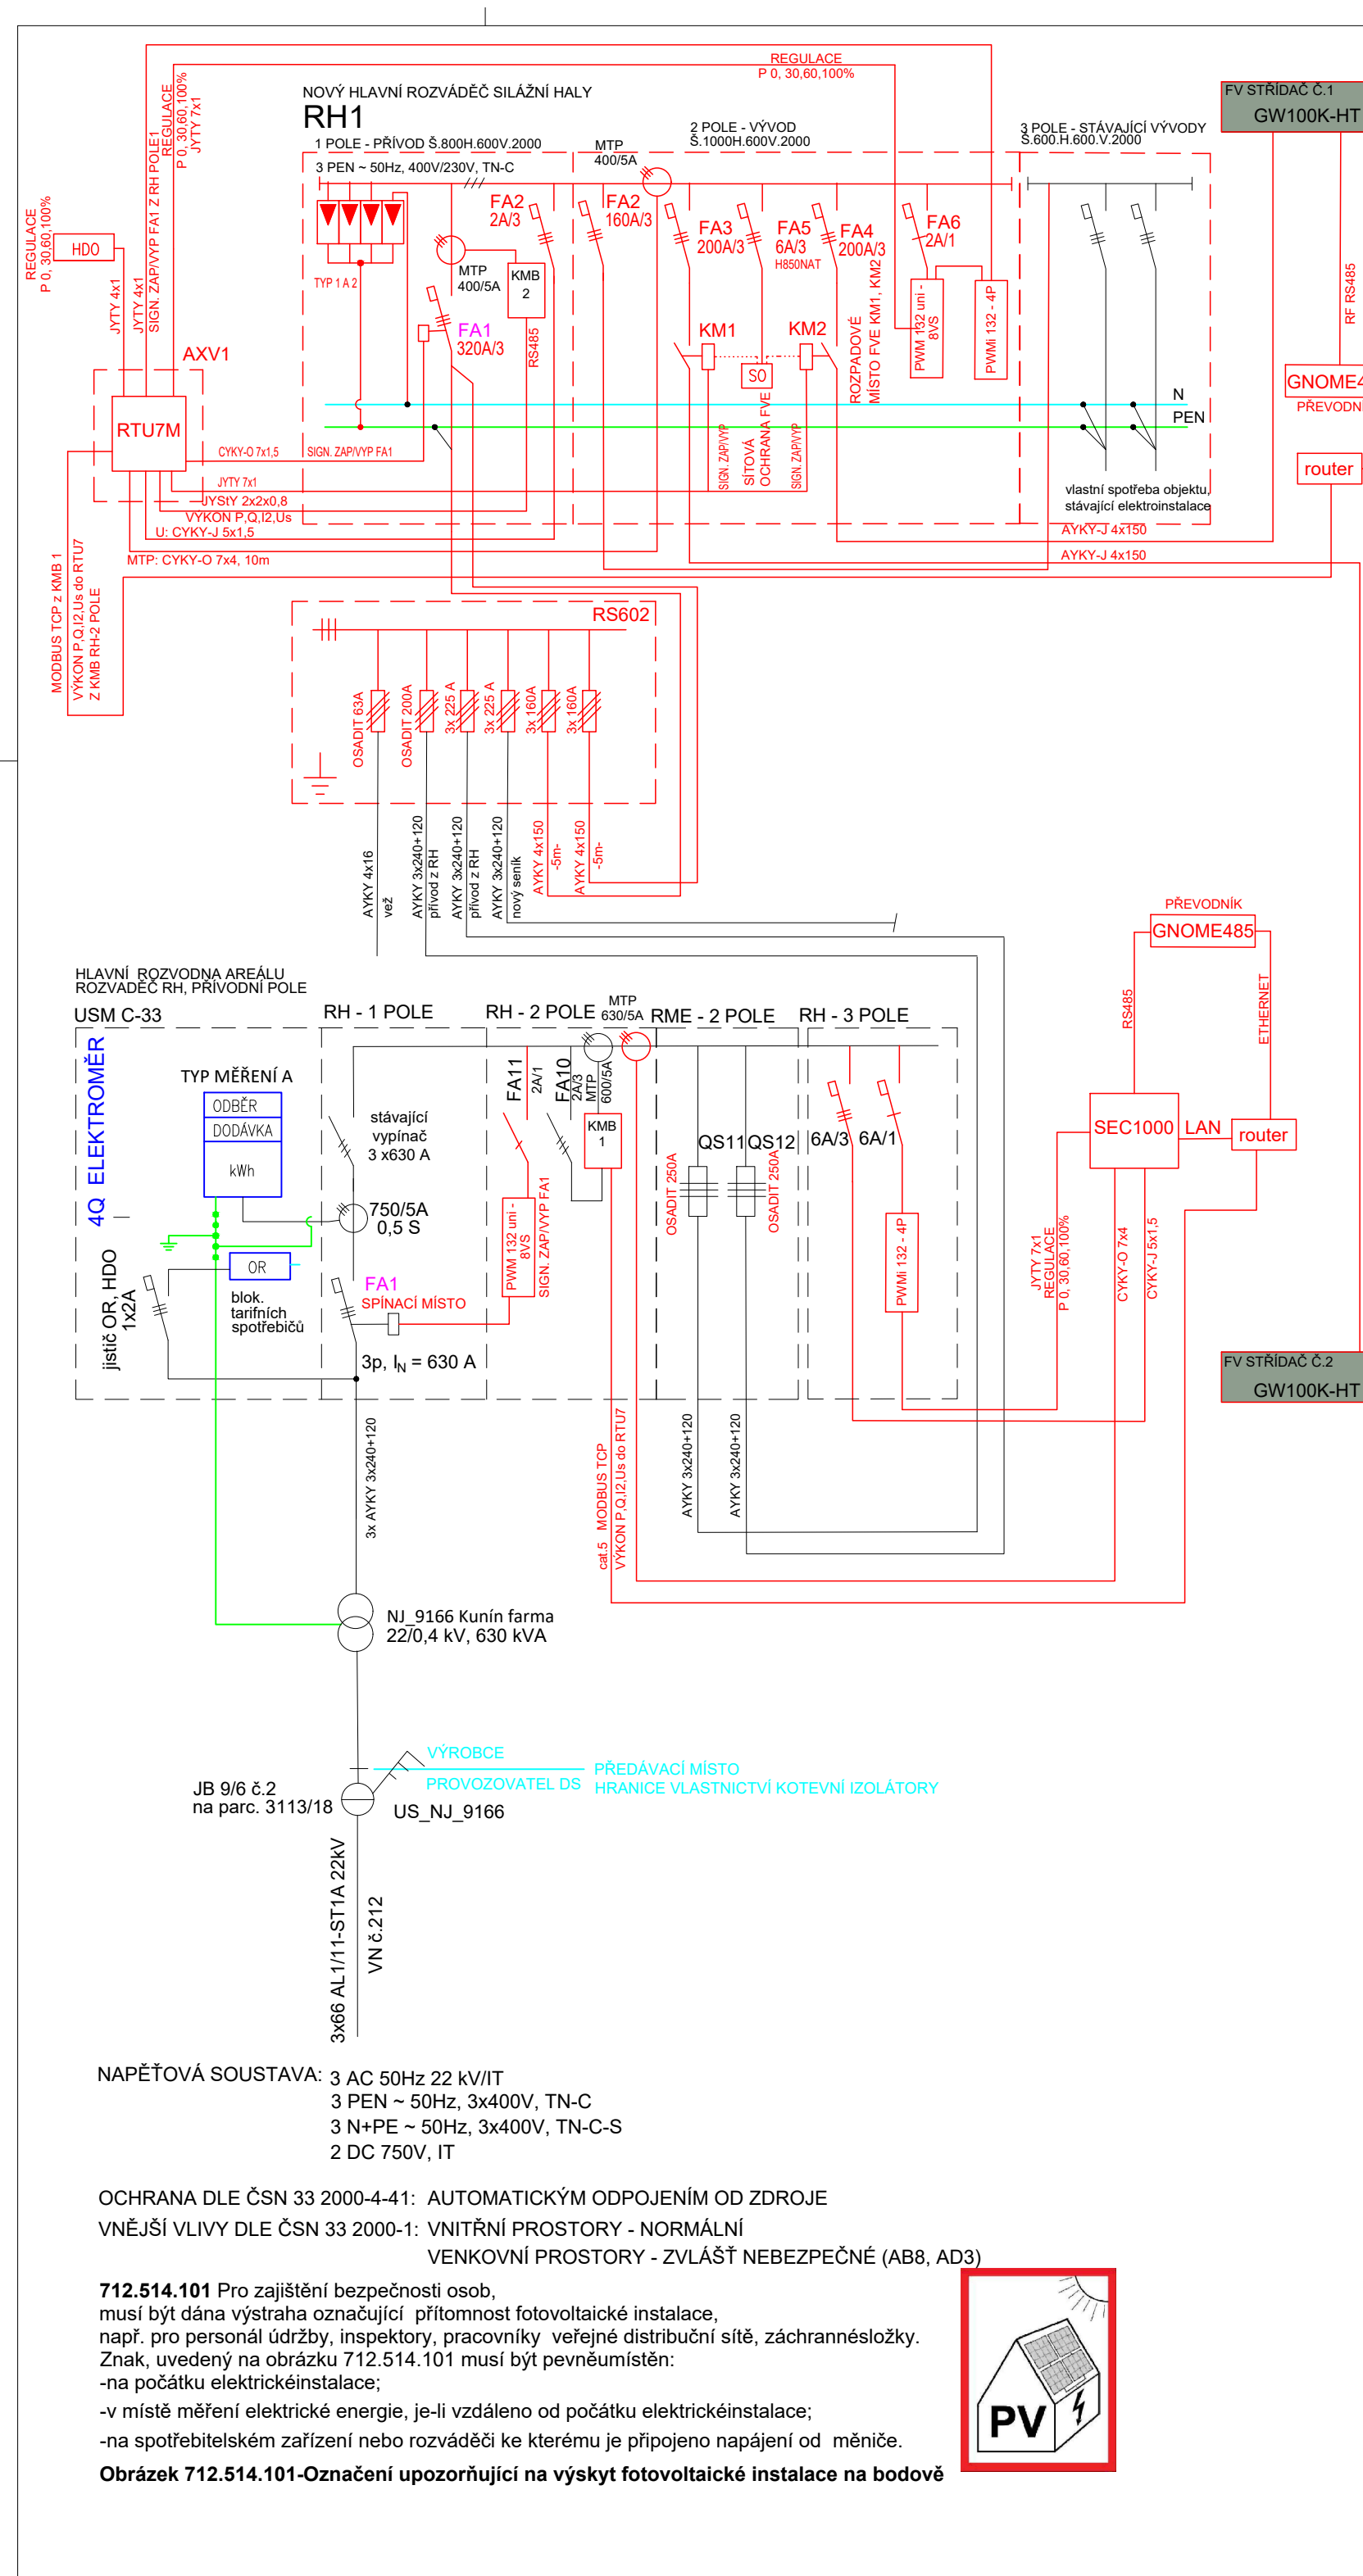 REGULACE
P 0, 30,60,100%
NOVÝ HLAVNÍ ROZVÁDĚČ SILÁŽNÍ HALY
RH1
1 POLE - PŘÍVOD Š.800H.600V.2000
3 PEN ~ 50Hz, 400V/230V, TN-C
MTP
400/5A
2 POLE - VÝVOD
Š.1000H.600V.2000
3 POLE - STÁVAJÍCÍ VÝVODY
Š.600.H.600.V.2000
FV STŘÍDAČ Č.1
GW100K-HT
REGULACE
P 0, 30,60,100%
HDO
JYTY 4x1
JYTY 4x1
SIGN. ZAP/VYP FA1 Z RH POLE1
REGULACE
P 0, 30,60,100%
JYTY 7x1
TYP 1 A 2
MTP
400/5A
KMB
2
FA2
2A/3
FA1
320A/3
RS485
FA2
160A/3
FA3
200A/3
FA5
6A/3
H850NAT
FA4
200A/3
FA6
2A/1
KM1
KM2
SO
SIGN. ZAP/VYP
SÍTOVÁ
OCHRANA FVE
SIGN. ZAP/VYP
ROZPADOVÉ
MÍSTO FVE KM1, KM2
PWM 132 uni -
8VS
PWMi 132 - 4P
N
PEN
RF RS485
PŘEVODN
router
AXV1
RTU7M
CYKY-O 7x1,5
SIGN. ZAP/VYP FA1
JYTY 7x1
JYStY 2x2x0,8
VÝKON P,Q,I2,Us
U: CYKY-J 5x1,5
MTP: CYKY-O 7x4, 10m
vlastní spotřeba objektu,
stávající elektroinstalace
AYKY-J 4x150
AYKY-J 4x150
MODBUS TCP z KMB 1
VÝKON P,Q,I2,Us do RTU7
Z KMB RH-2 POLE
RS602
OSADIT 63A
OSADIT 200A
3x 225 A
3x 225 A
3x 160A
3x 160A
AYKY 4x16
vež
AYKY 3x240+120
přívod z RH
AYKY 3x240+120
přívod z RH
AYKY 3x240+120
nový seník
AYKY 4x150
-5m-
AYKY 4x150
-5m-
PŘEVODNÍK
GNOME485
RS485
ETHERNET
SEC1000
LAN
router
HLAVNÍ ROZVODNA AREÁLU
ROZVADĚČ RH, PŘÍVODNÍ POLE
USM C-33
RH - 1 POLE
RH - 2 POLE
MTP
630/5A
RME - 2 POLE
RH - 3 POLE
4Q ELEKTROMĚR
TYP MĚŘENÍ A
ODBĚR
DODÁVKA
kWh
OR
blok.
tarifních
spotřebičů
jistič OR, HDO
1x2A
stávající
vypínač
3 x630 A
750/5A
0,5 S
FA1
SPÍNACÍ MÍSTO
3p, IN = 630 A
FA11
2A/1
FA10
2A/3
MTP
600/5A
KMB
1
PWM 132 uni -
8VS
SIGN. ZAP/VYP FA1
QS11
QS12
OSADIT 250A
OSADIT 250A
6A/3
6A/1
PWMi 132 - 4P
JYTY 7x1
REGULACE
P 0, 30,60,100%
CYKY-O 7x4
CYKY-J 5x1,5
FV STŘÍDAČ Č.2
GW100K-HT
3x AYKY 3x240+120
cat.5 MODBUS TCP
VÝKON P,Q,I2,Us do RTU7
AYKY 3x240+120
AYKY 3x240+120
NJ_9166 Kunín farma
22/0,4 kV, 630 kVA
VÝROBCE
PROVOZOVATEL DS
PŘEDÁVACÍ MÍSTO
HRANICE VLASTNICTVÍ KOTEVNÍ IZOLÁTORY
JB 9/6 č.2
na parc. 3113/18
US_NJ_9166
3x66 AL1/11-ST1A 22kV
VN č.212
NAPĚŤOVÁ SOUSTAVA: 3 AC 50Hz 22 kV/IT
3 PEN ~ 50Hz, 3x400V, TN-C
3 N+PE ~ 50Hz, 3x400V, TN-C-S
2 DC 750V, IT
OCHRANA DLE ČSN 33 2000-4-41: AUTOMATICKÝM ODPOJENÍM OD ZDROJE
VNĚJŠÍ VLIVY DLE ČSN 33 2000-1: VNITŘNÍ PROSTORY - NORMÁLNÍ
VENKOVNÍ PROSTORY - ZVLÁŠŤ NEBEZPEČNÉ (AB8, AD3)
712.514.101 Pro zajištění bezpečnosti osob,
musí být dána výstraha označující přítomnost fotovoltaické instalace,
např. pro personál údržby, inspektory, pracovníky veřejné distribuční sítě, záchrannésložky.
Znak, uvedený na obrázku 712.514.101 musí být pevněumístěn:
-na počátku elektrickéinstalace;
-v místě měření elektrické energie, je-li vzdáleno od počátku elektrickéinstalace;
-na spotřebitelském zařízení nebo rozváděči ke kterému je připojeno napájení od měniče.
Obrázek 712.514.101-Označení upozorňující na výskyt fotovoltaické instalace na bodově
PV